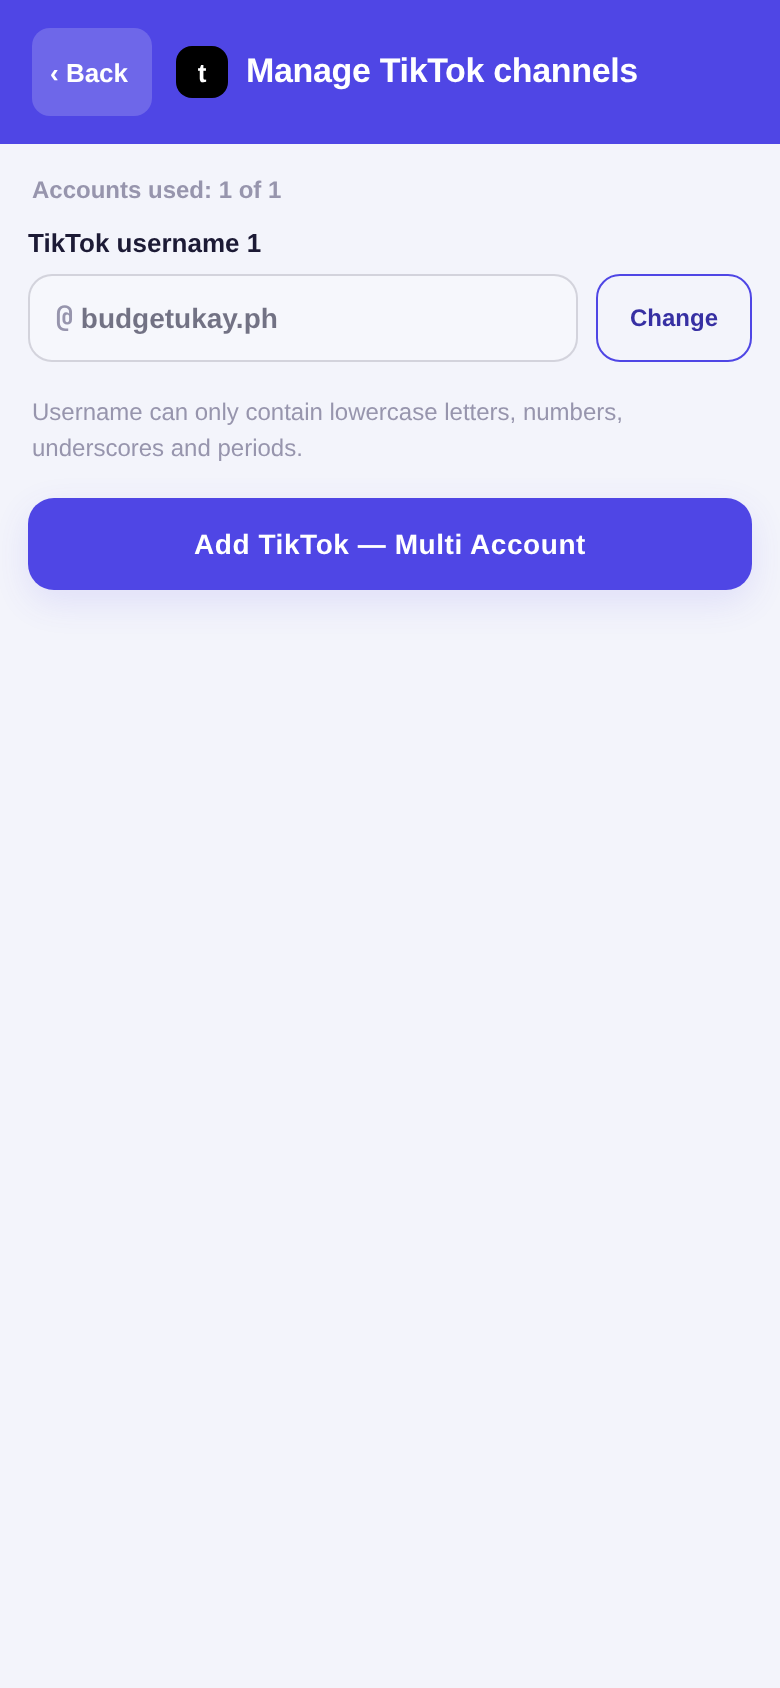 ‹ Back
t
Manage TikTok channels
Accounts used: 1 of 1
TikTok username 1
@ budgetukay.ph
Change
Username can only contain lowercase letters, numbers,
underscores and periods.
Add TikTok — Multi Account